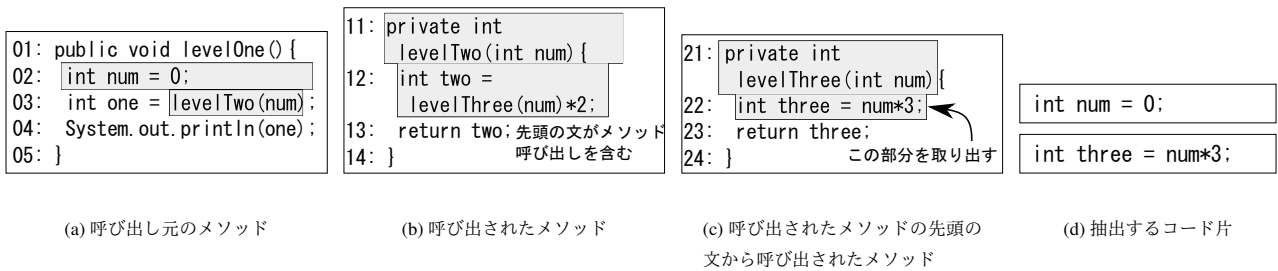 01: public void levelOne(){
02: int num = 0;
03: int one = levelTwo(num);
04: System.out.println(one);
05: }
(a) 呼び出し元のメソッド
11: private int
levelTwo(int num){
12: int two =
levelThree(num)*2;
13: return two; 先頭の文がメソッド
14: } 呼び出しを含む
(b) 呼び出されたメソッド
21: private int
levelThree(int num){
22: int three = num*3;
23: return three;
24: } この部分を取り出す
(c) 呼び出されたメソッドの先頭の
文から呼び出されたメソッド
int num = 0;
int three = num*3;
(d) 抽出するコード片